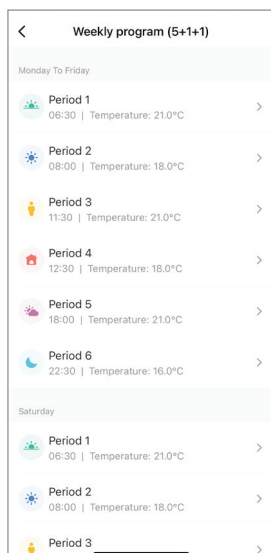 Weekly program (5+1+1)
Monday To Friday
Period 1
06:30 | Temperature: 21.0°C
Period 2
08:00 | Temperature: 18.0°C
Period 3
11:30 | Temperature: 21.0°C
Period 4
12:30 | Temperature: 18.0°C
Period 5
18:00 | Temperature: 21.0°C
Period 6
22:30 | Temperature: 16.0°C
Saturday
Period 1
06:30 | Temperature: 21.0°C
Period 2
08:00 | Temperature: 18.0°C
Period 3